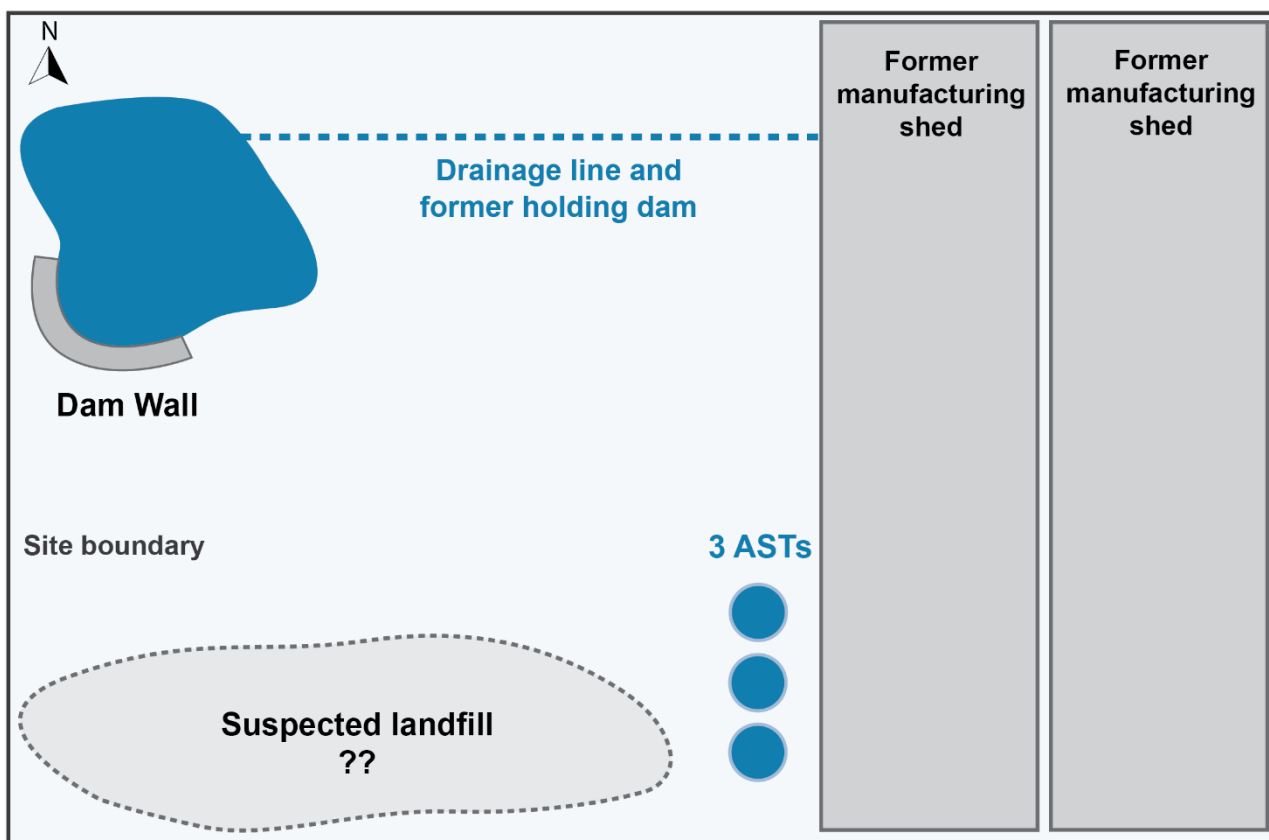 N
Former
manufacturing
shed
Former
manufacturing
shed
Drainage line and
former holding dam
Dam Wall
Site boundary
3 ASTs
Suspected landfill
??